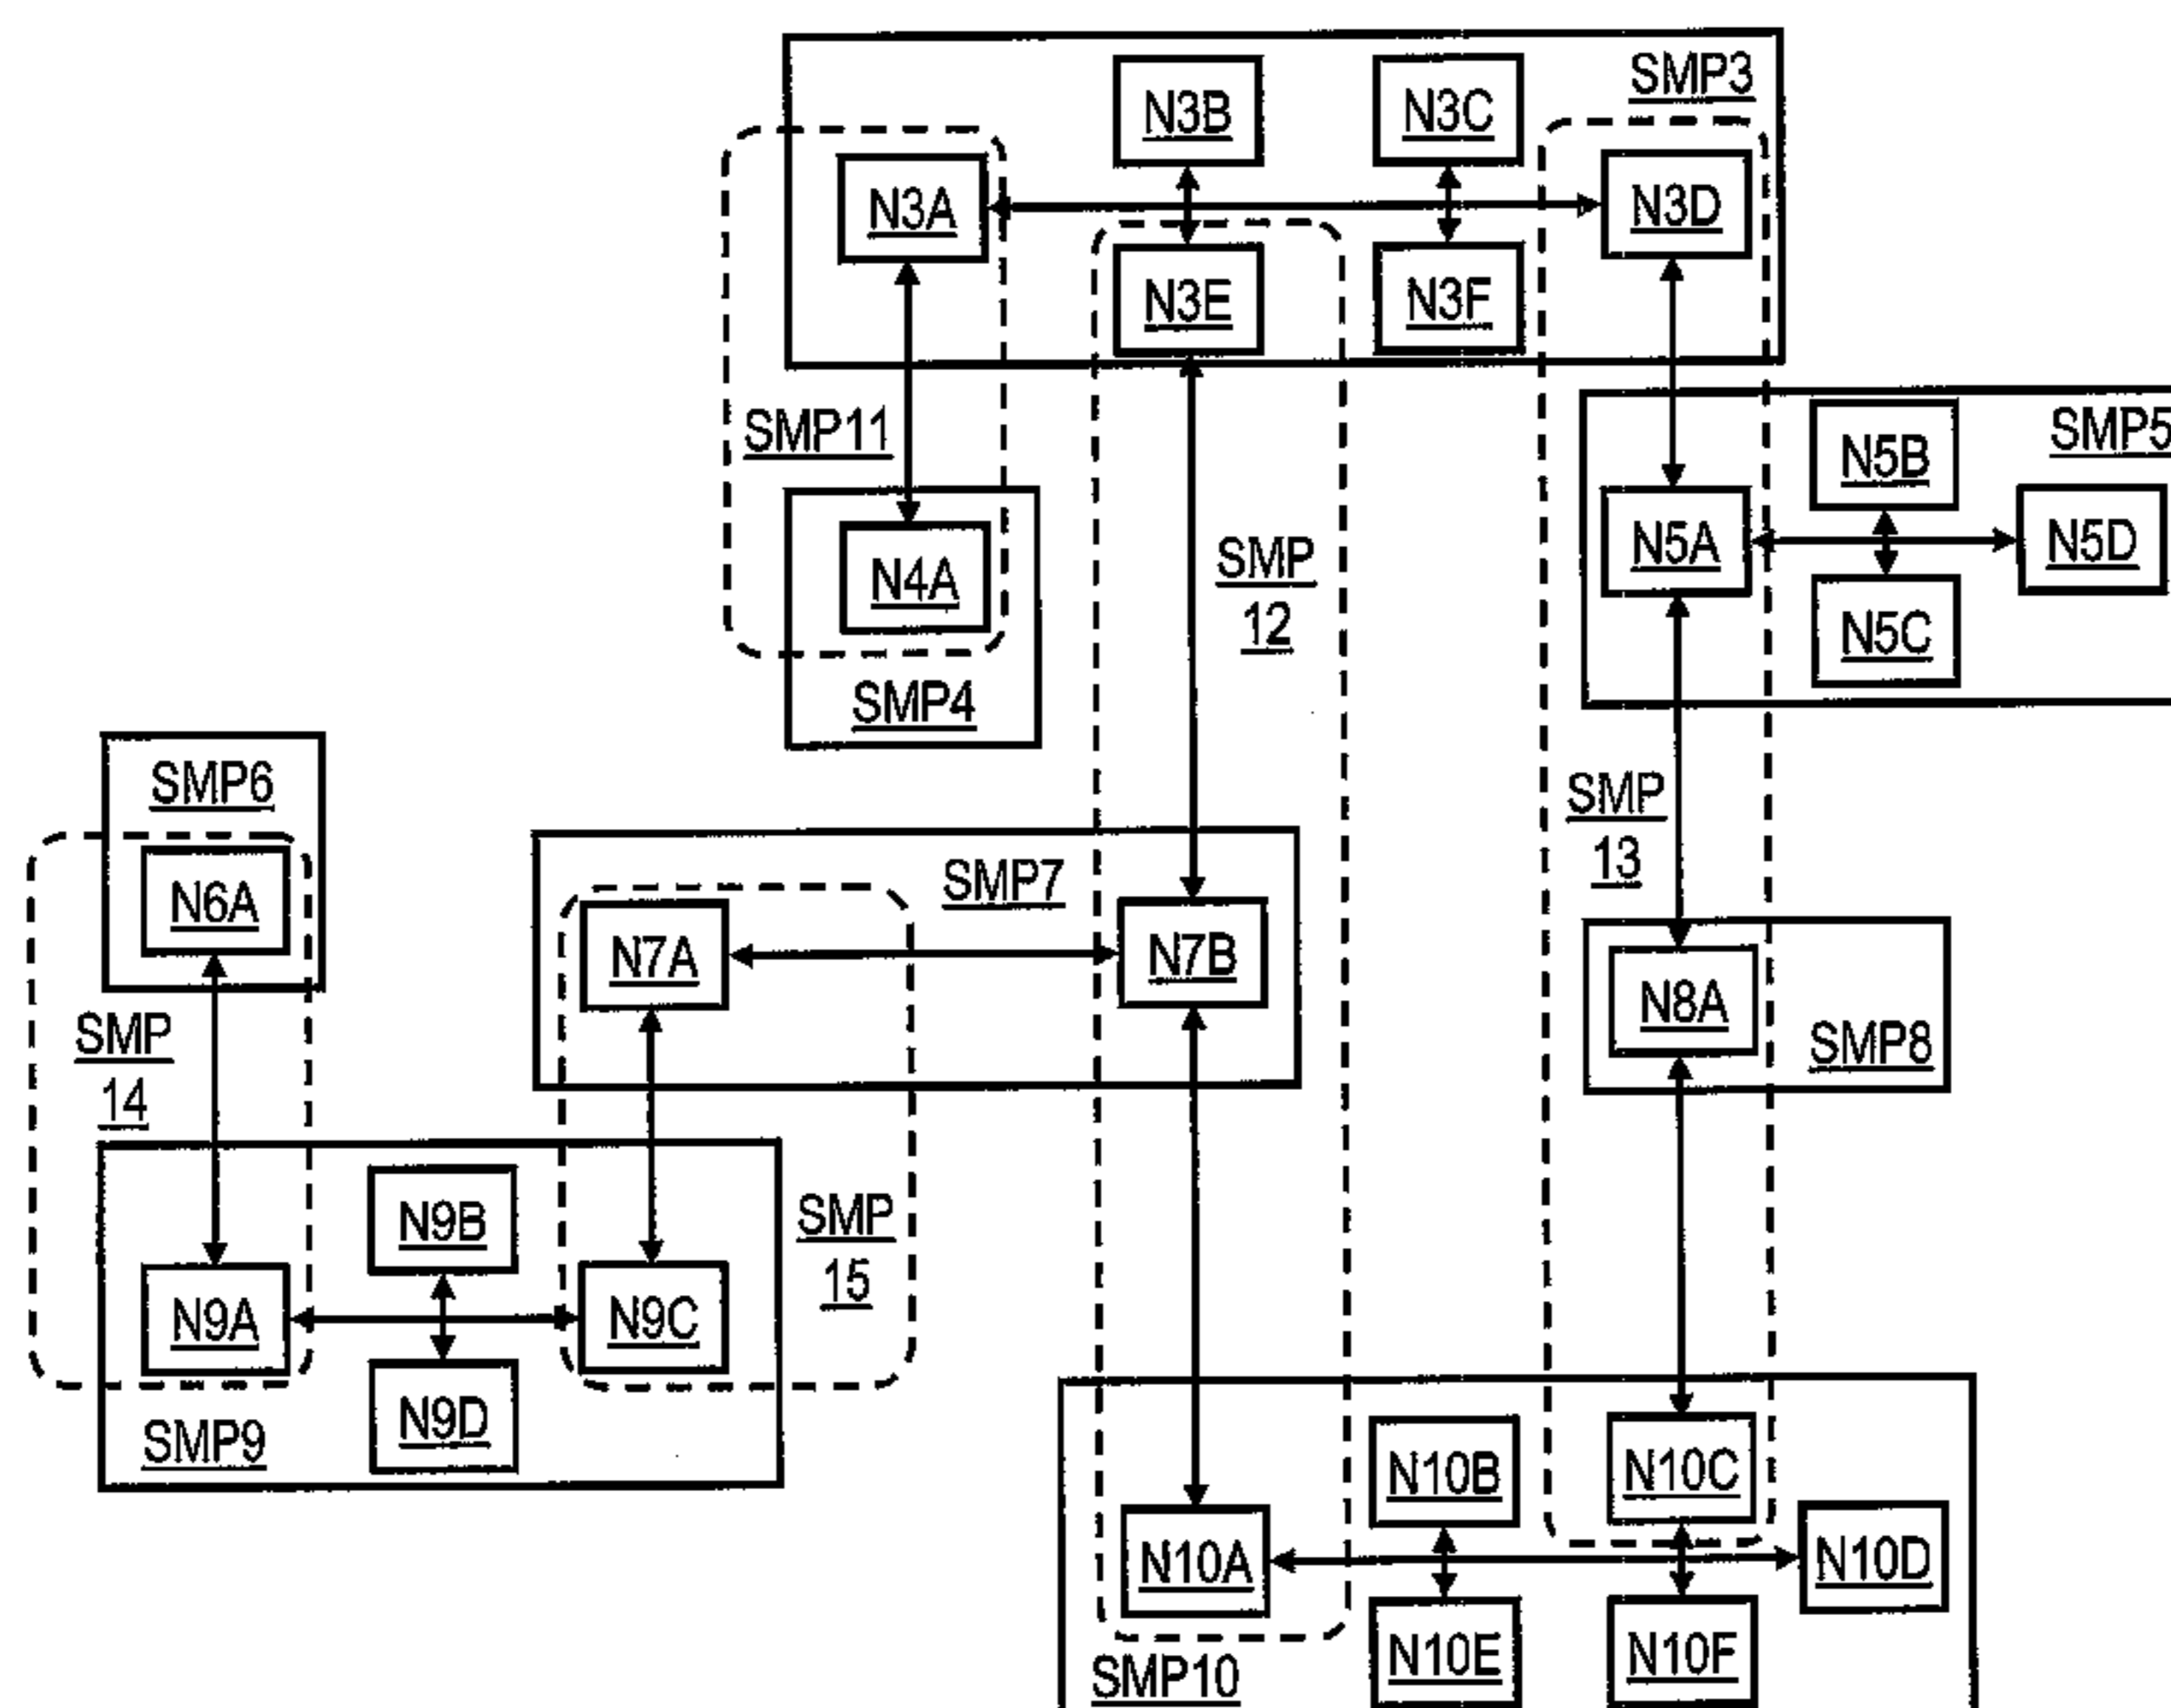 SMP3
N3B
N3C
N3A
N3D
N3E
N3F
SMP11
SMP5
N5B
N5A
N5D
N5C
N4A
SMP4
SMP
12
SMP6
N6A
SMP7
N7A
N7B
SMP
13
N8A
SMP8
SMP
14
N9B
N9A
N9C
N9D
SMP9
SMP
15
N10B
N10C
N10A
N10D
N10E
N10F
SMP10